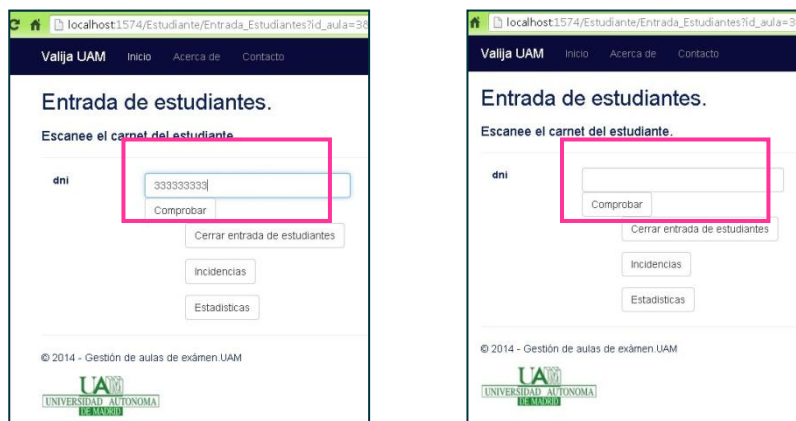 localhost:1574/Estudiante/Entrada_Estudiantes?id_aula=38
Valija UAM Inicio Acerca de Contacto
Entrada de estudiantes.
Escanee el carnet del estudiante.
dni
333333333
Comprobar
Cerrar entrada de estudiantes
Incidencias
Estadisticas
© 2014 - Gestión de aulas de exámen.UAM
UAM
UNIVERSIDAD AUTONOMA
DE MADRID
localhost:1574/Estudiante/Entrada_Estudiantes?id_aula=3
Valija UAM Inicio Acerca de Contacto
Entrada de estudiantes.
Escanee el carnet del estudiante.
dni
Comprobar
Cerrar entrada de estudiantes
Incidencias
Estadisticas
© 2014 - Gestión de aulas de exámen.UAM
UAM
UNIVERSIDAD AUTONOMA
DE MADRID